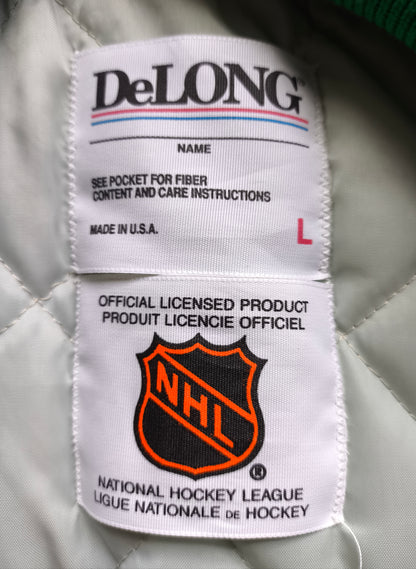 DeLONG®
NAME
SEE POCKET FOR FIBER
CONTENT AND CARE INSTRUCTIONS
MADE IN U.S.A.
L
OFFICIAL LICENSED PRODUCT
PRODUIT LICENCIE OFFICIEL
NHL
®
NATIONAL HOCKEY LEAGUE
LIGUE NATIONALE DE HOCKEY